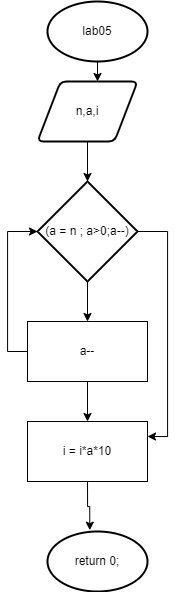 lab05
n,a,i
(a = n ; a>0;a--)
a--
i = i*a*10
return 0;